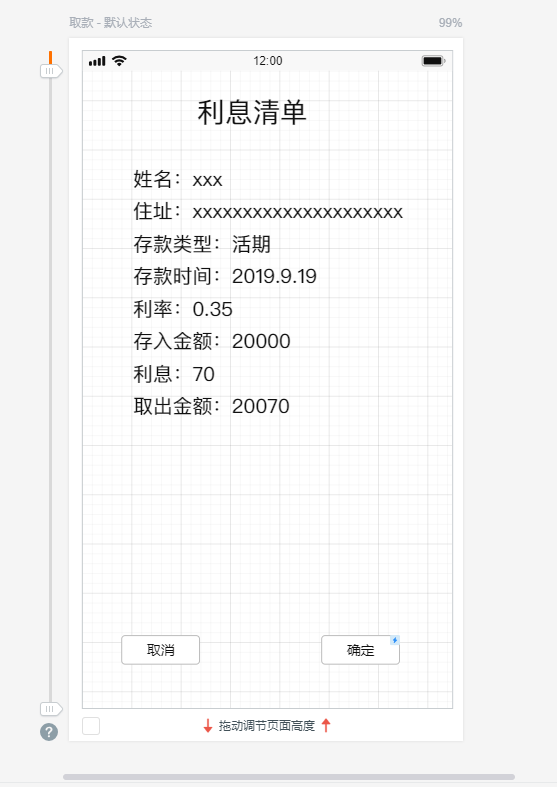 取款 - 默认状态
99%
12:00
利息清单
姓名：xxx
住址：xxxxxxxxxxxxxxxxxxxxx
存款类型：活期
存款时间：2019.9.19
利率：0.35
存入金额：20000
利息：70
取出金额：20070
取消
确定
?
拖动调节页面高度